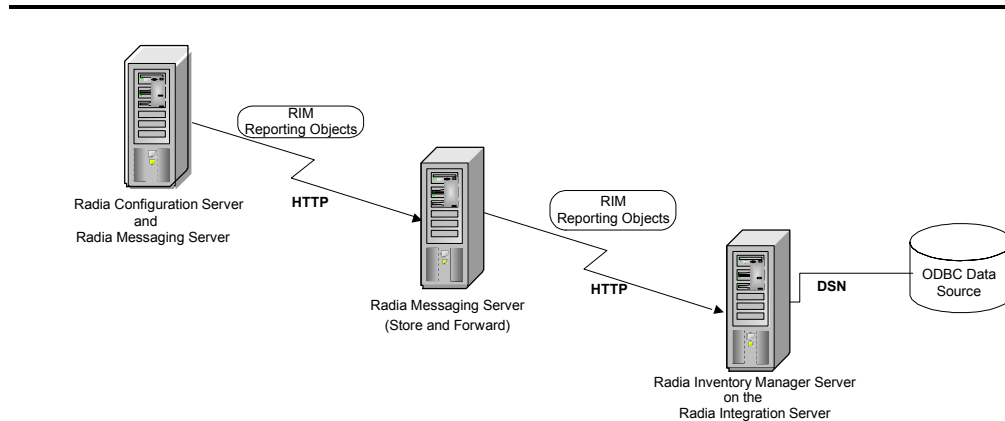 RIM
Reporting Objects
HTTP
Radia Configuration Server
and
Radia Messaging Server
RIM
Reporting Objects
HTTP
Radia Messaging Server
(Store and Forward)
ODBC Data
Source
DSN
Radia Inventory Manager Server
on the
Radia Integration Server